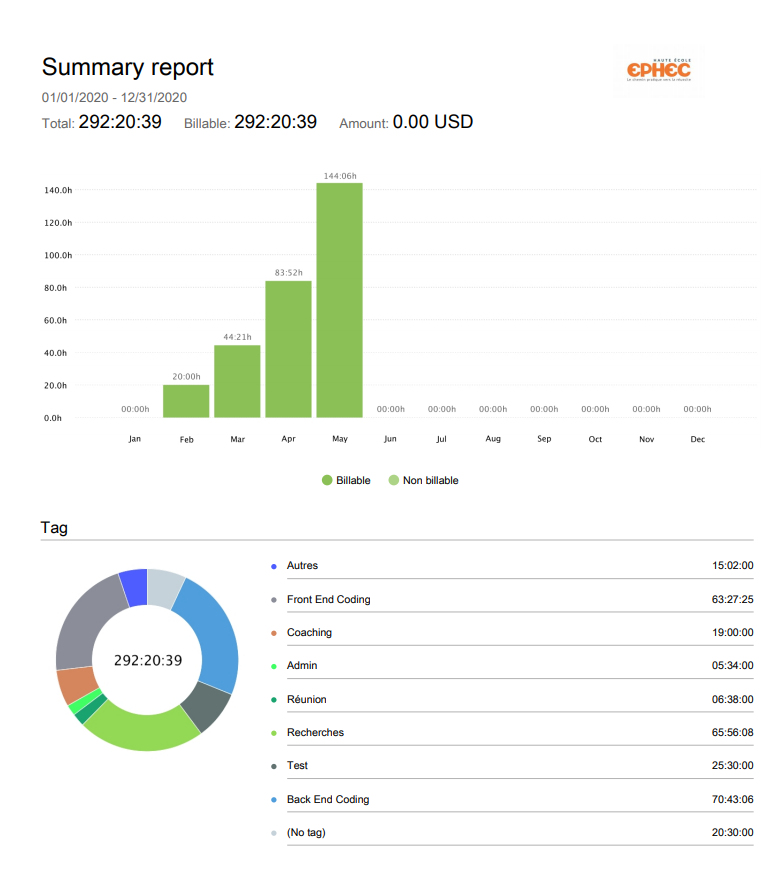 Summary report
HAUTE ÉCOLE
EPHEC
Le chemin pratique vers la réussite
01/01/2020 - 12/31/2020
Total: 292:20:39 Billable: 292:20:39 Amount: 0.00 USD
144:06h
140.0h
120.0h
100.0h
83:52h
80.0h
60.0h
44:21h
40.0h
20:00h
20.0h
00:00h 00:00h 00:00h 00:00h 00:00h 00:00h 00:00h 00:00h
0.0h
Jan Feb Mar Apr May Jun Jul Aug Sep Oct Nov Dec
Billable Non billable
Tag
292:20:39
Autres 15:02:00
Front End Coding 63:27:25
Coaching 19:00:00
Admin 05:34:00
Réunion 06:38:00
Recherches 65:56:08
Test 25:30:00
Back End Coding 70:43:06
(No tag) 20:30:00